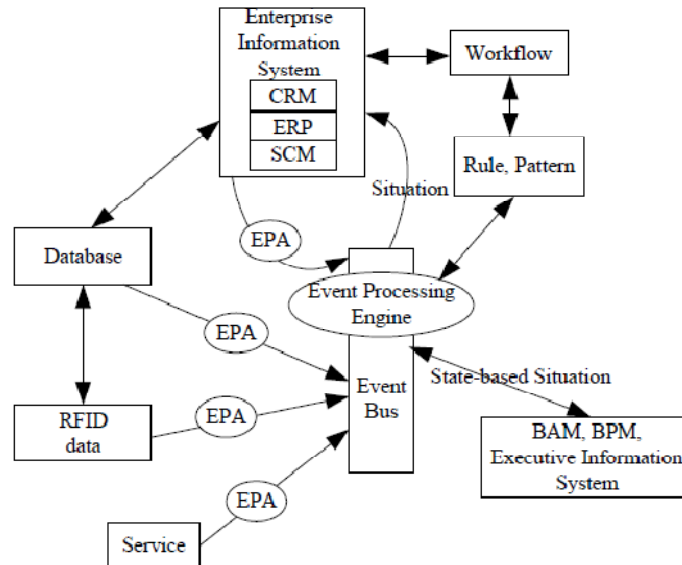 Enterprise
Information
System
CRM
ERP
SCM
Workflow
Rule, Pattern
Situation
EPA
Database
Event Processing
Engine
EPA
State-based Situation
Event
Bus
EPA
RFID
data
BAM, BPM,
Executive Information
System
EPA
Service